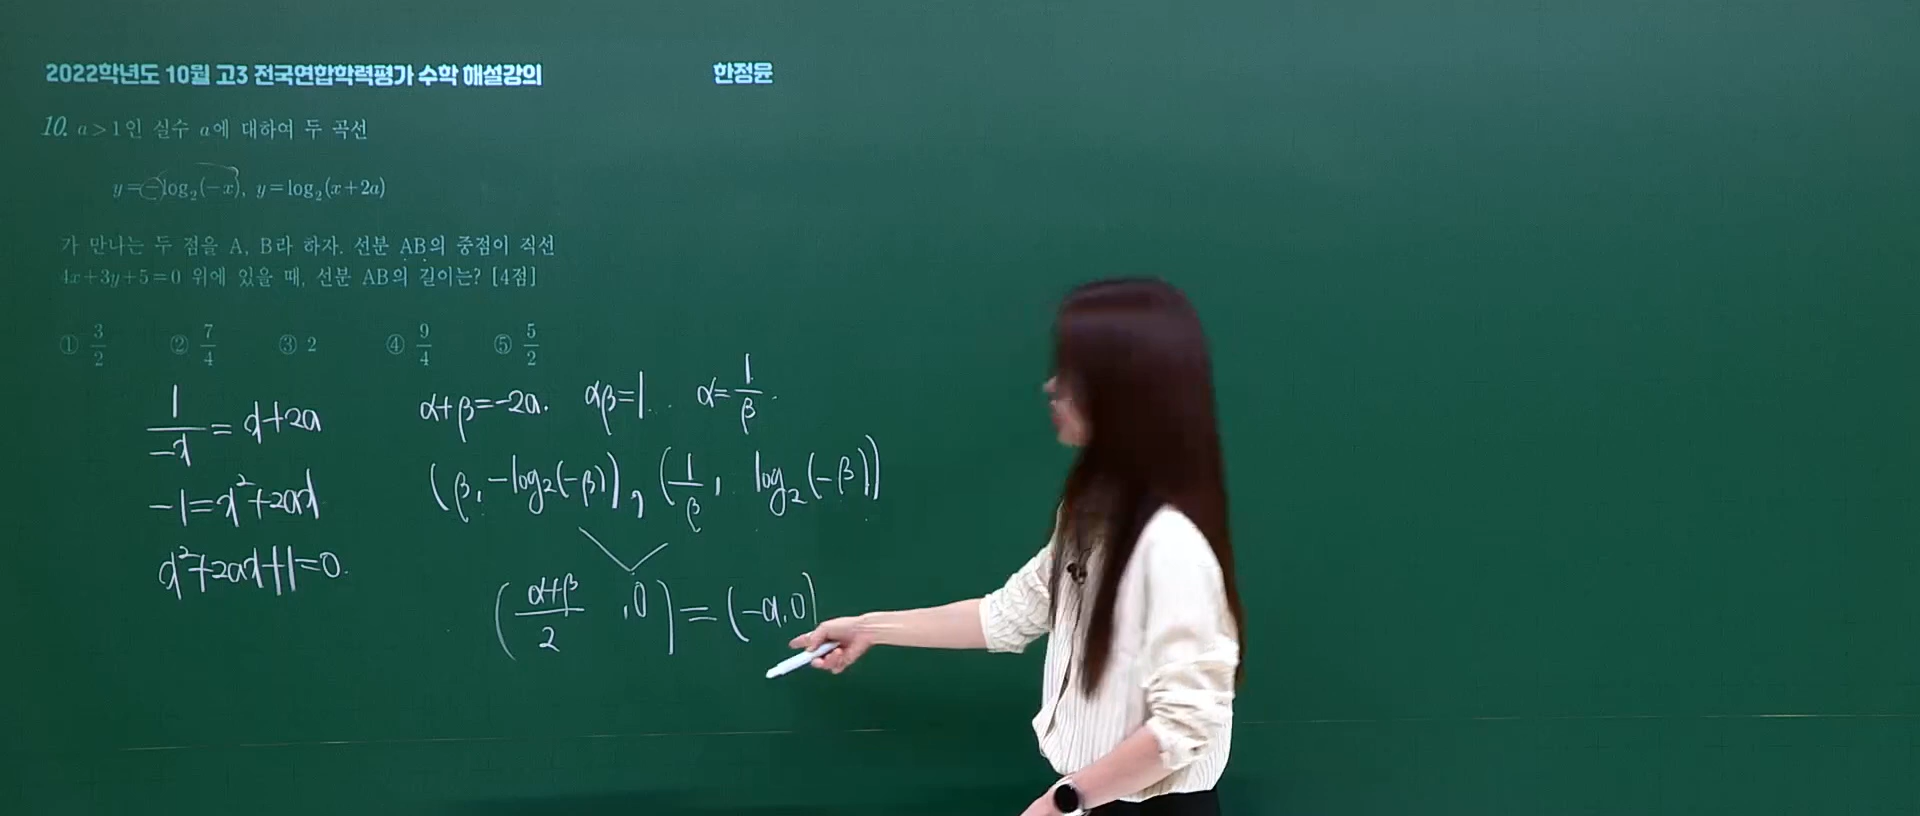 2022학년도 10월 고3 전국연합학력평가 수학 해설강의
한정윤
10. a>1인 실수 a에 대하여 두 곡선
y=-log₂(-x), y=log₂(x+2a)
가 만나는 두 점을 A, B라 하자. 선분 AB의 중점이 직선
4x+3y+5=0 위에 있을 때, 선분 AB의 길이는? [4점]
① 3/2 ② 7/4 ③ 2 ④ 9/4 ⑤ 5/2
1/-x = x+2a
-1=x²+2ax
x²+2ax+1=0.
α+β=-2a. αβ=1. α=1/β.
(β, -log₂(-β)), (1/β, log₂(-β))
(α+β/2, 0) = (-a, 0)